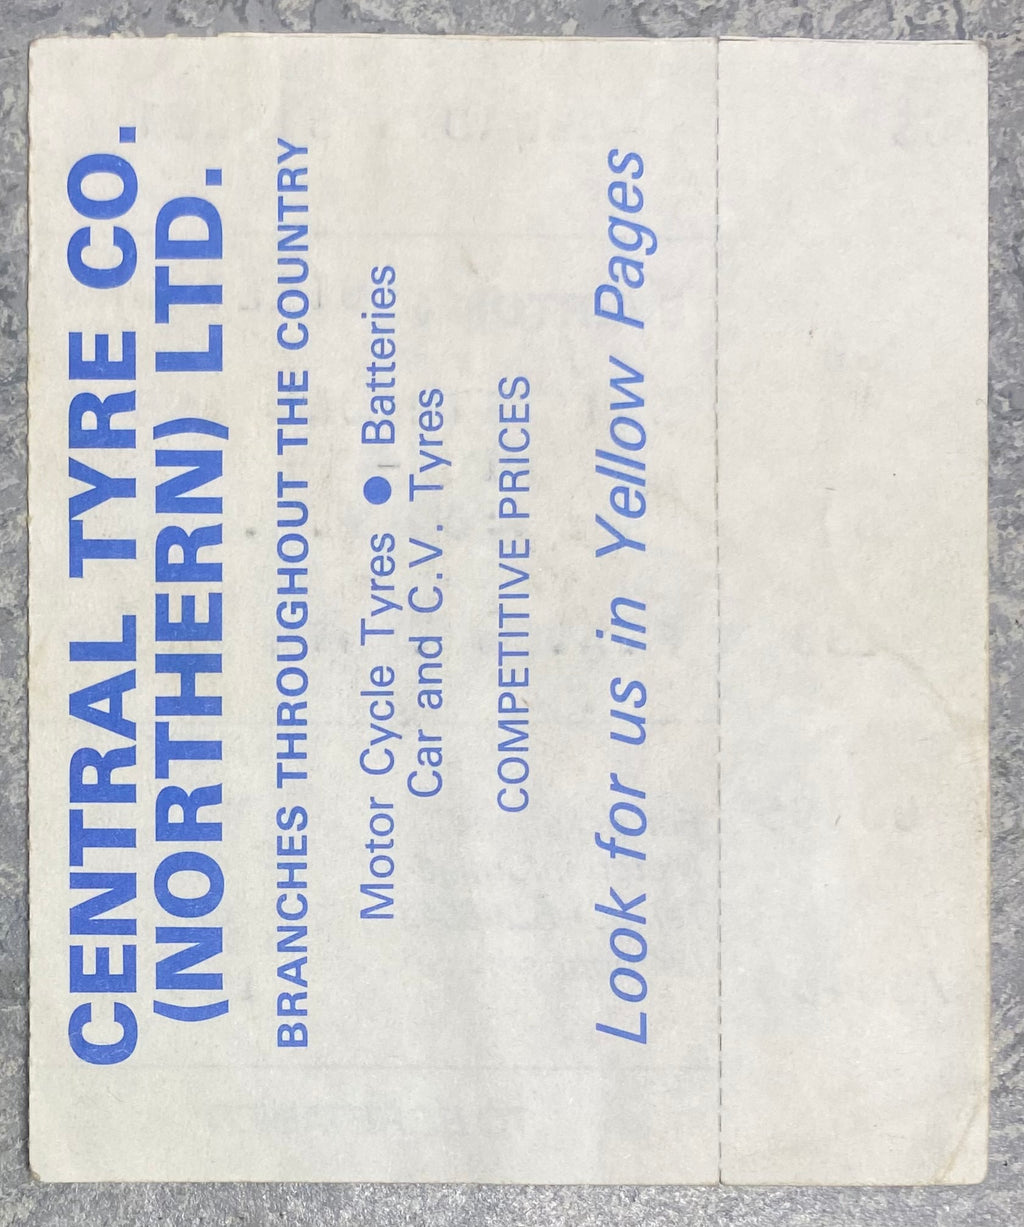 CENTRAL TYRE CO.
(NORTHERN) LTD.
BRANCHES THROUGHOUT THE COUNTRY
Motor Cycle Tyres ● Batteries
Car and C.V. Tyres
COMPETITIVE PRICES
Look for us in Yellow Pages